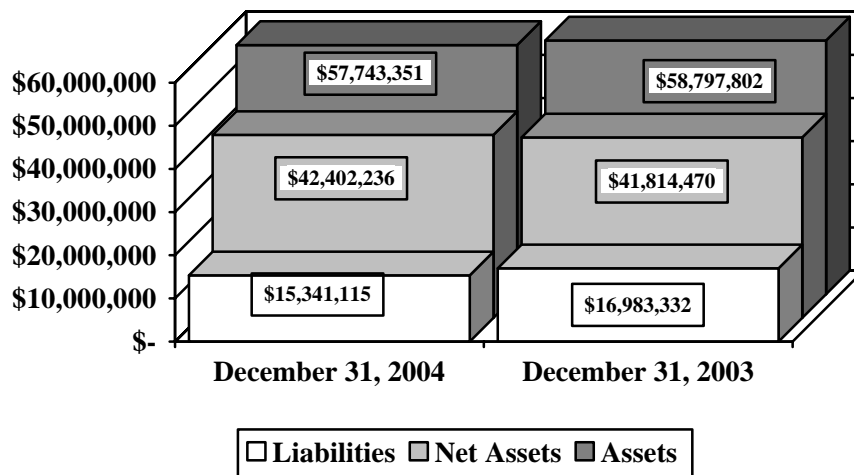 $60,000,000
$50,000,000
$40,000,000
$30,000,000
$20,000,000
$10,000,000
$-
$57,743,351
$58,797,802
$42,402,236
$41,814,470
$15,341,115
$16,983,332
December 31, 2004
December 31, 2003
Liabilities
Net Assets
Assets